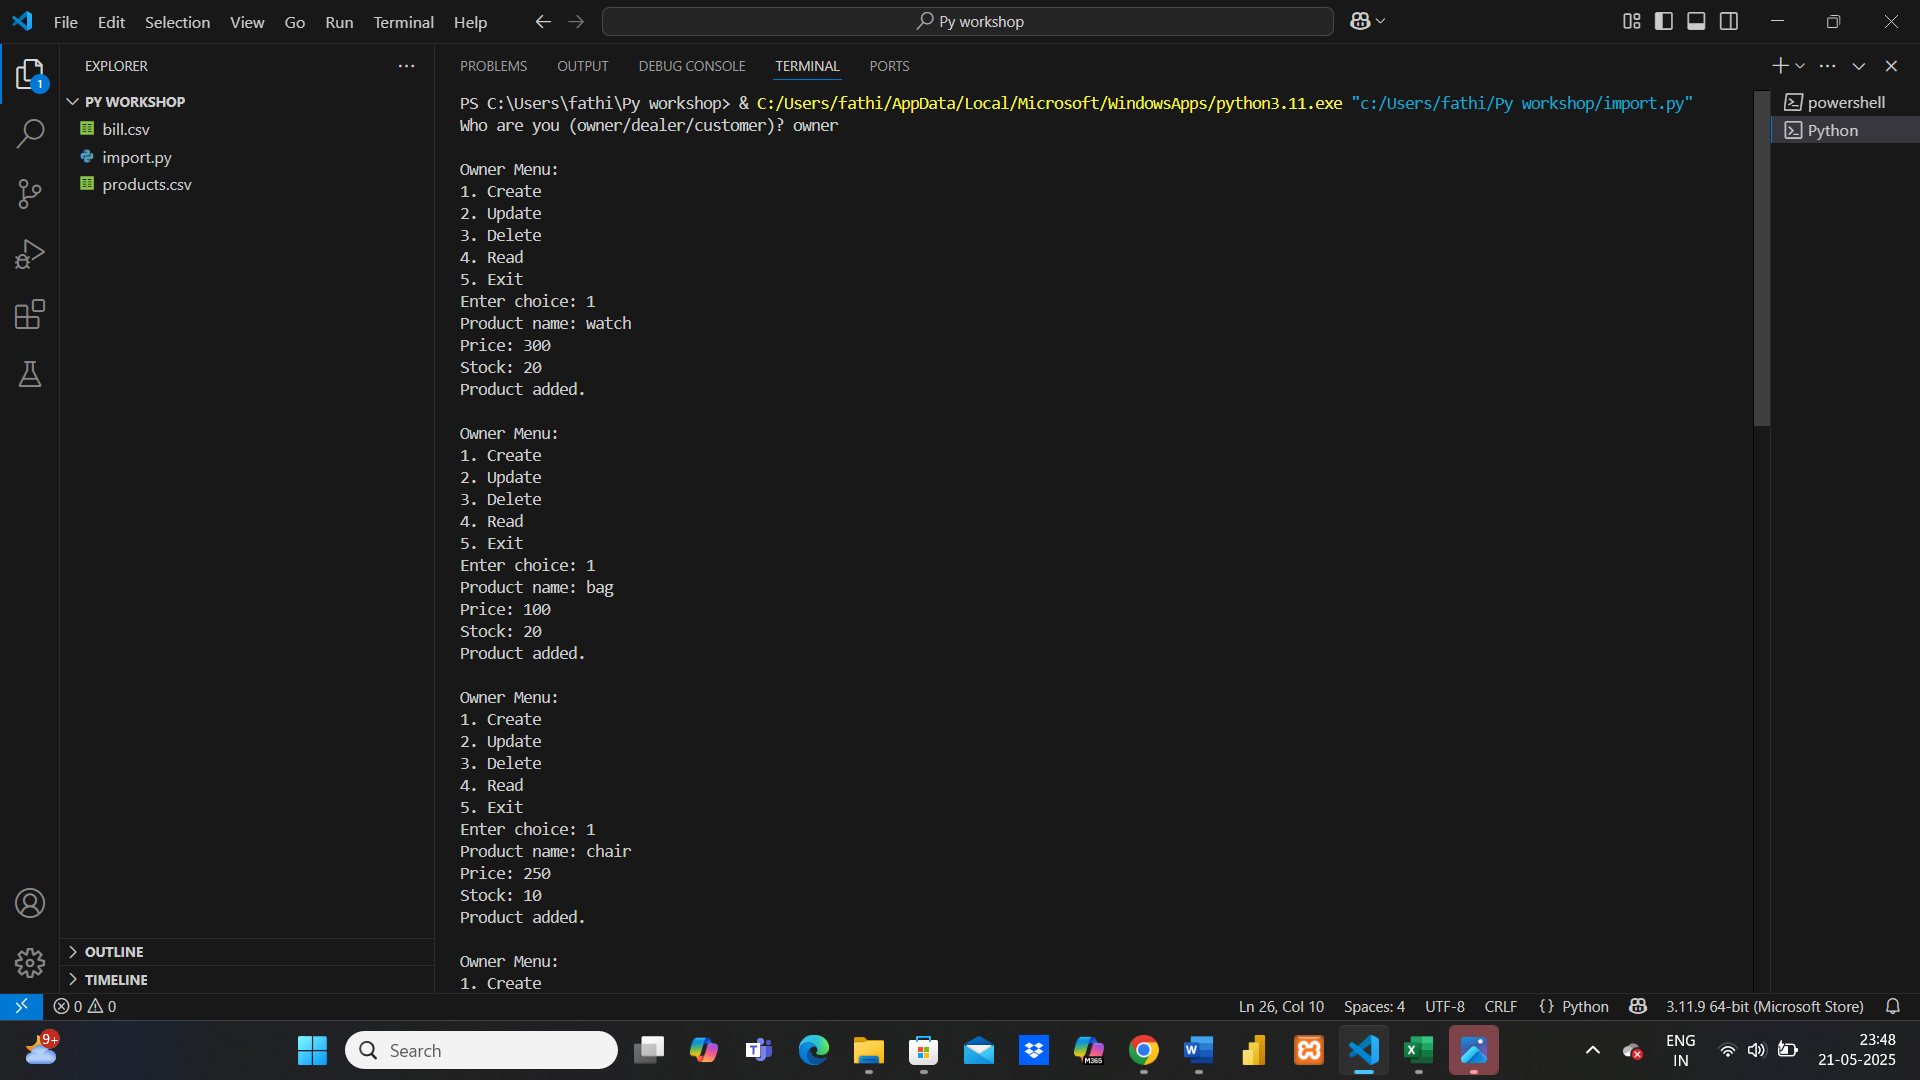 File Edit Selection View Go Run Terminal Help
Py workshop
EXPLORER
1
PY WORKSHOP
bill.csv
import.py
products.csv
OUTLINE
TIMELINE
PROBLEMS OUTPUT DEBUG CONSOLE TERMINAL PORTS
PS C:\Users\fathi\Py workshop> & C:/Users/fathi/AppData/Local/Microsoft/WindowsApps/python3.11.exe "c:/Users/fathi/Py workshop/import.py"
Who are you (owner/dealer/customer)? owner
Owner Menu:
1. Create
2. Update
3. Delete
4. Read
5. Exit
Enter choice: 1
Product name: watch
Price: 300
Stock: 20
Product added.
Owner Menu:
1. Create
2. Update
3. Delete
4. Read
5. Exit
Enter choice: 1
Product name: bag
Price: 100
Stock: 20
Product added.
Owner Menu:
1. Create
2. Update
3. Delete
4. Read
5. Exit
Enter choice: 1
Product name: chair
Price: 250
Stock: 10
Product added.
Owner Menu:
1. Create
powershell
Python
0 0
Ln 26, Col 10 Spaces: 4 UTF-8 CRLF {} Python 3.11.9 64-bit (Microsoft Store)
9+
Search
M365
ENG
IN
23:48
21-05-2025